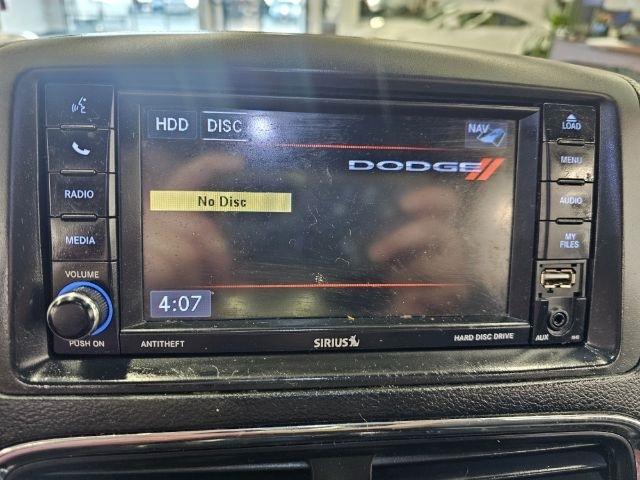 HDD DISC NAV LOAD
DODGE
MENU
RADIO
No Disc
AUDIO
MEDIA
MY
FILES
VOLUME
4:07
PUSH ON
ANTITHEFT
SIRIUS
HARD DISC DRIVE
AUX